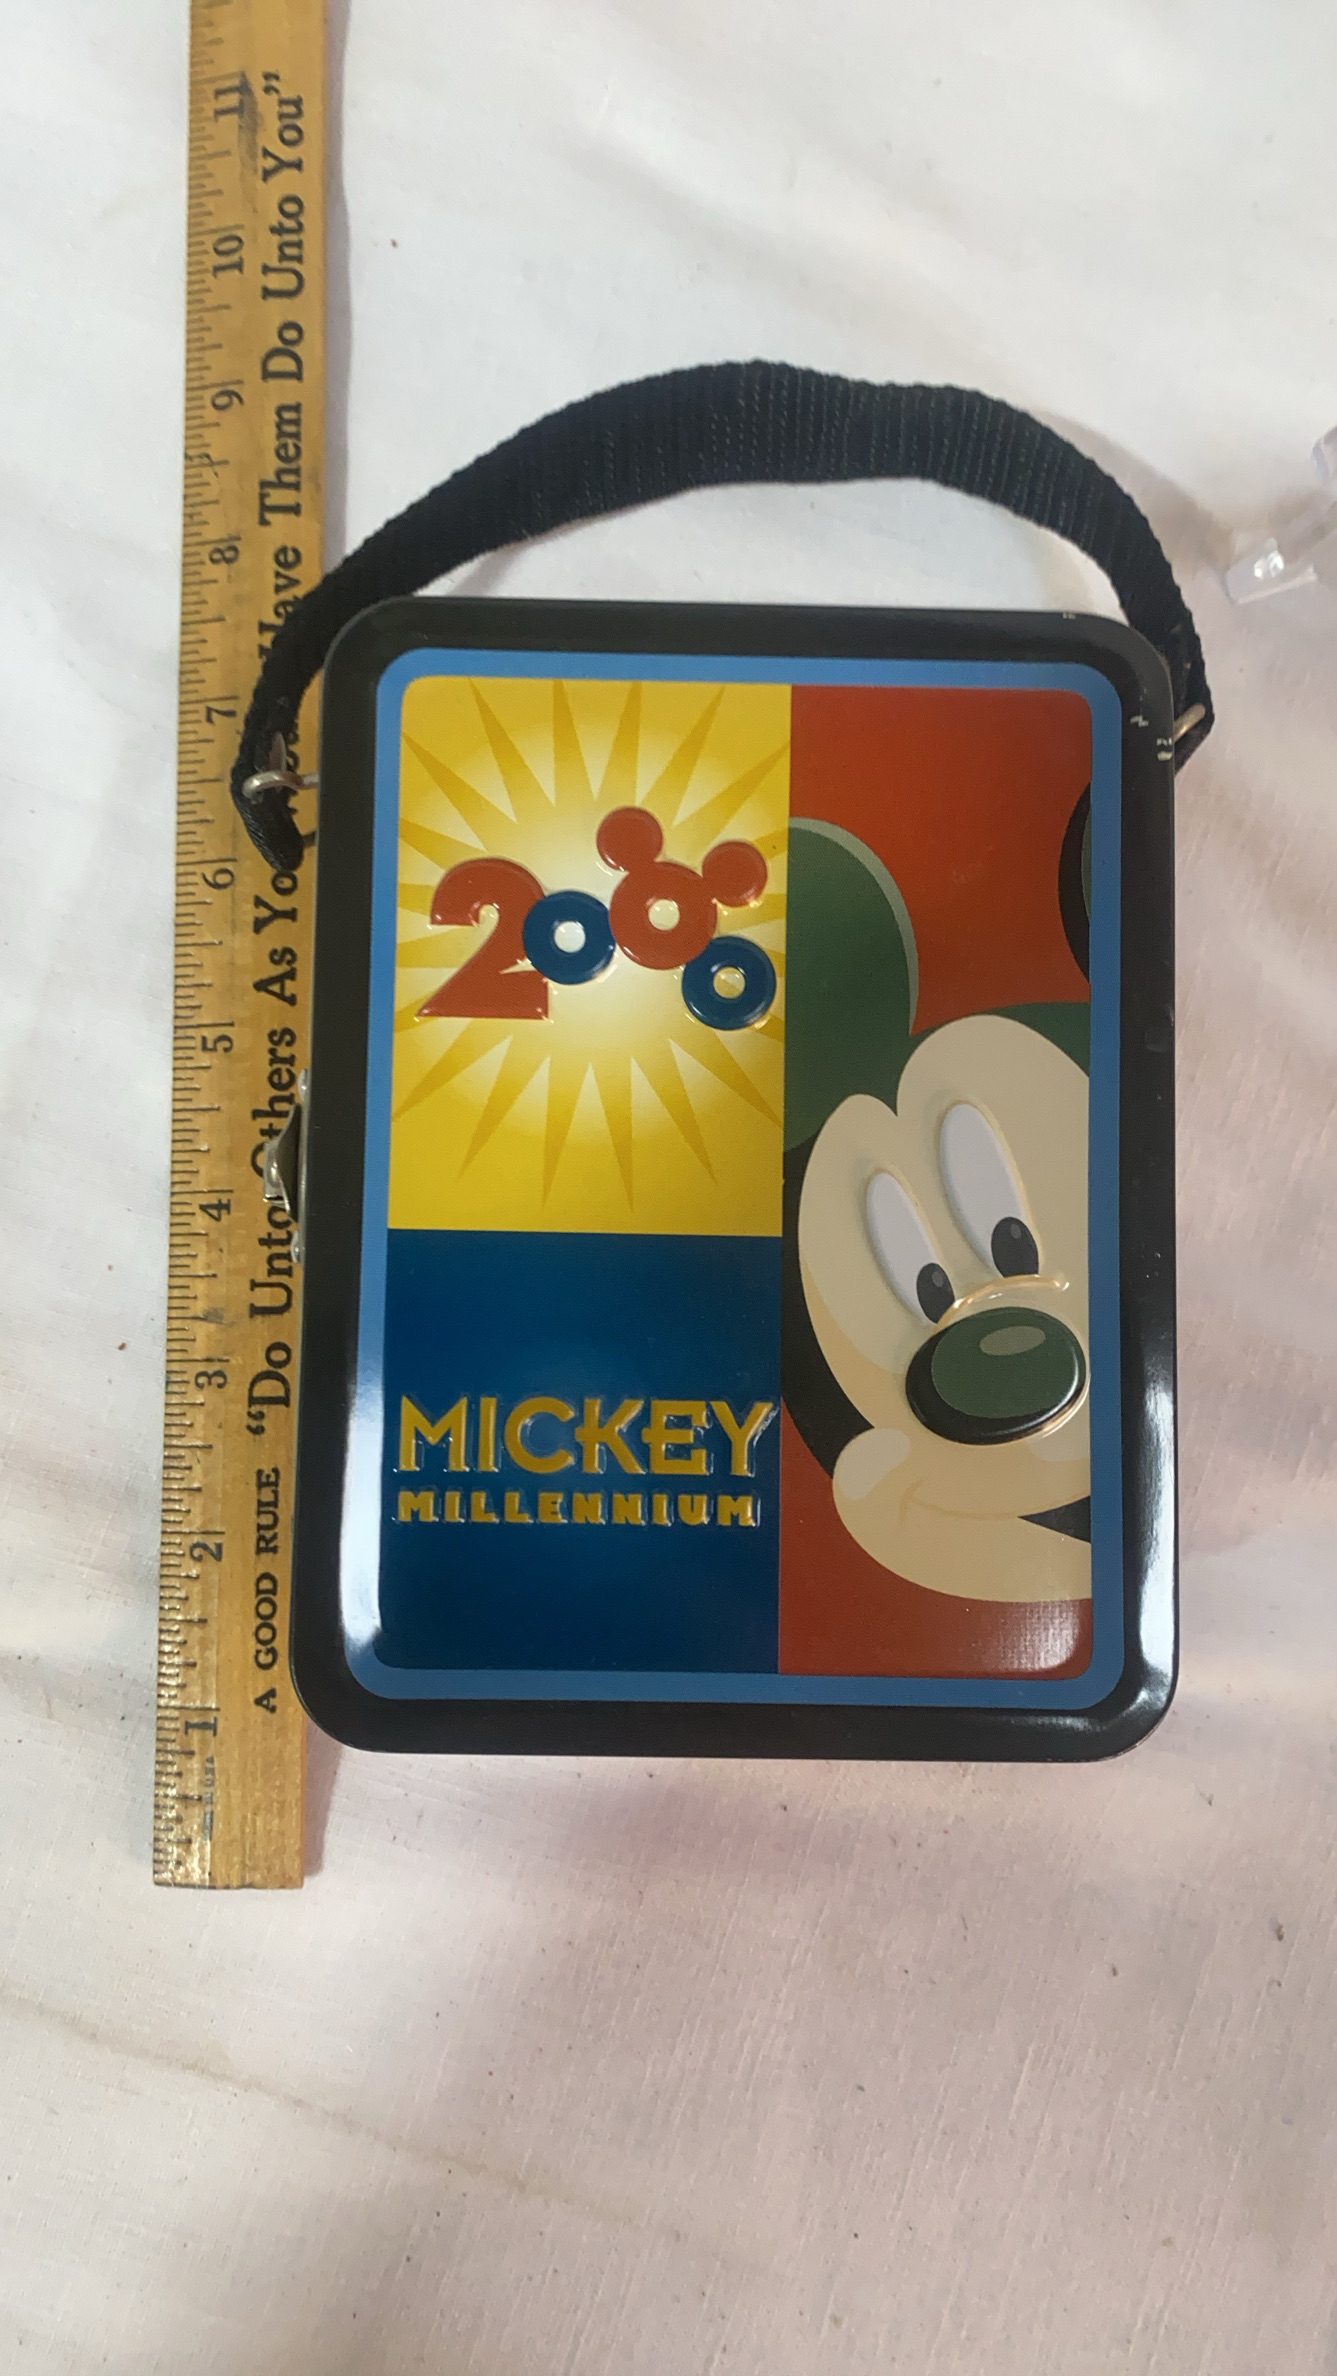 2000
MICKEY
MILLENNIUM
A GOOD RULE "Do Unto Others As You Have Them Do Unto You"
1 2 3 4 5 6 7 8 9 10 11